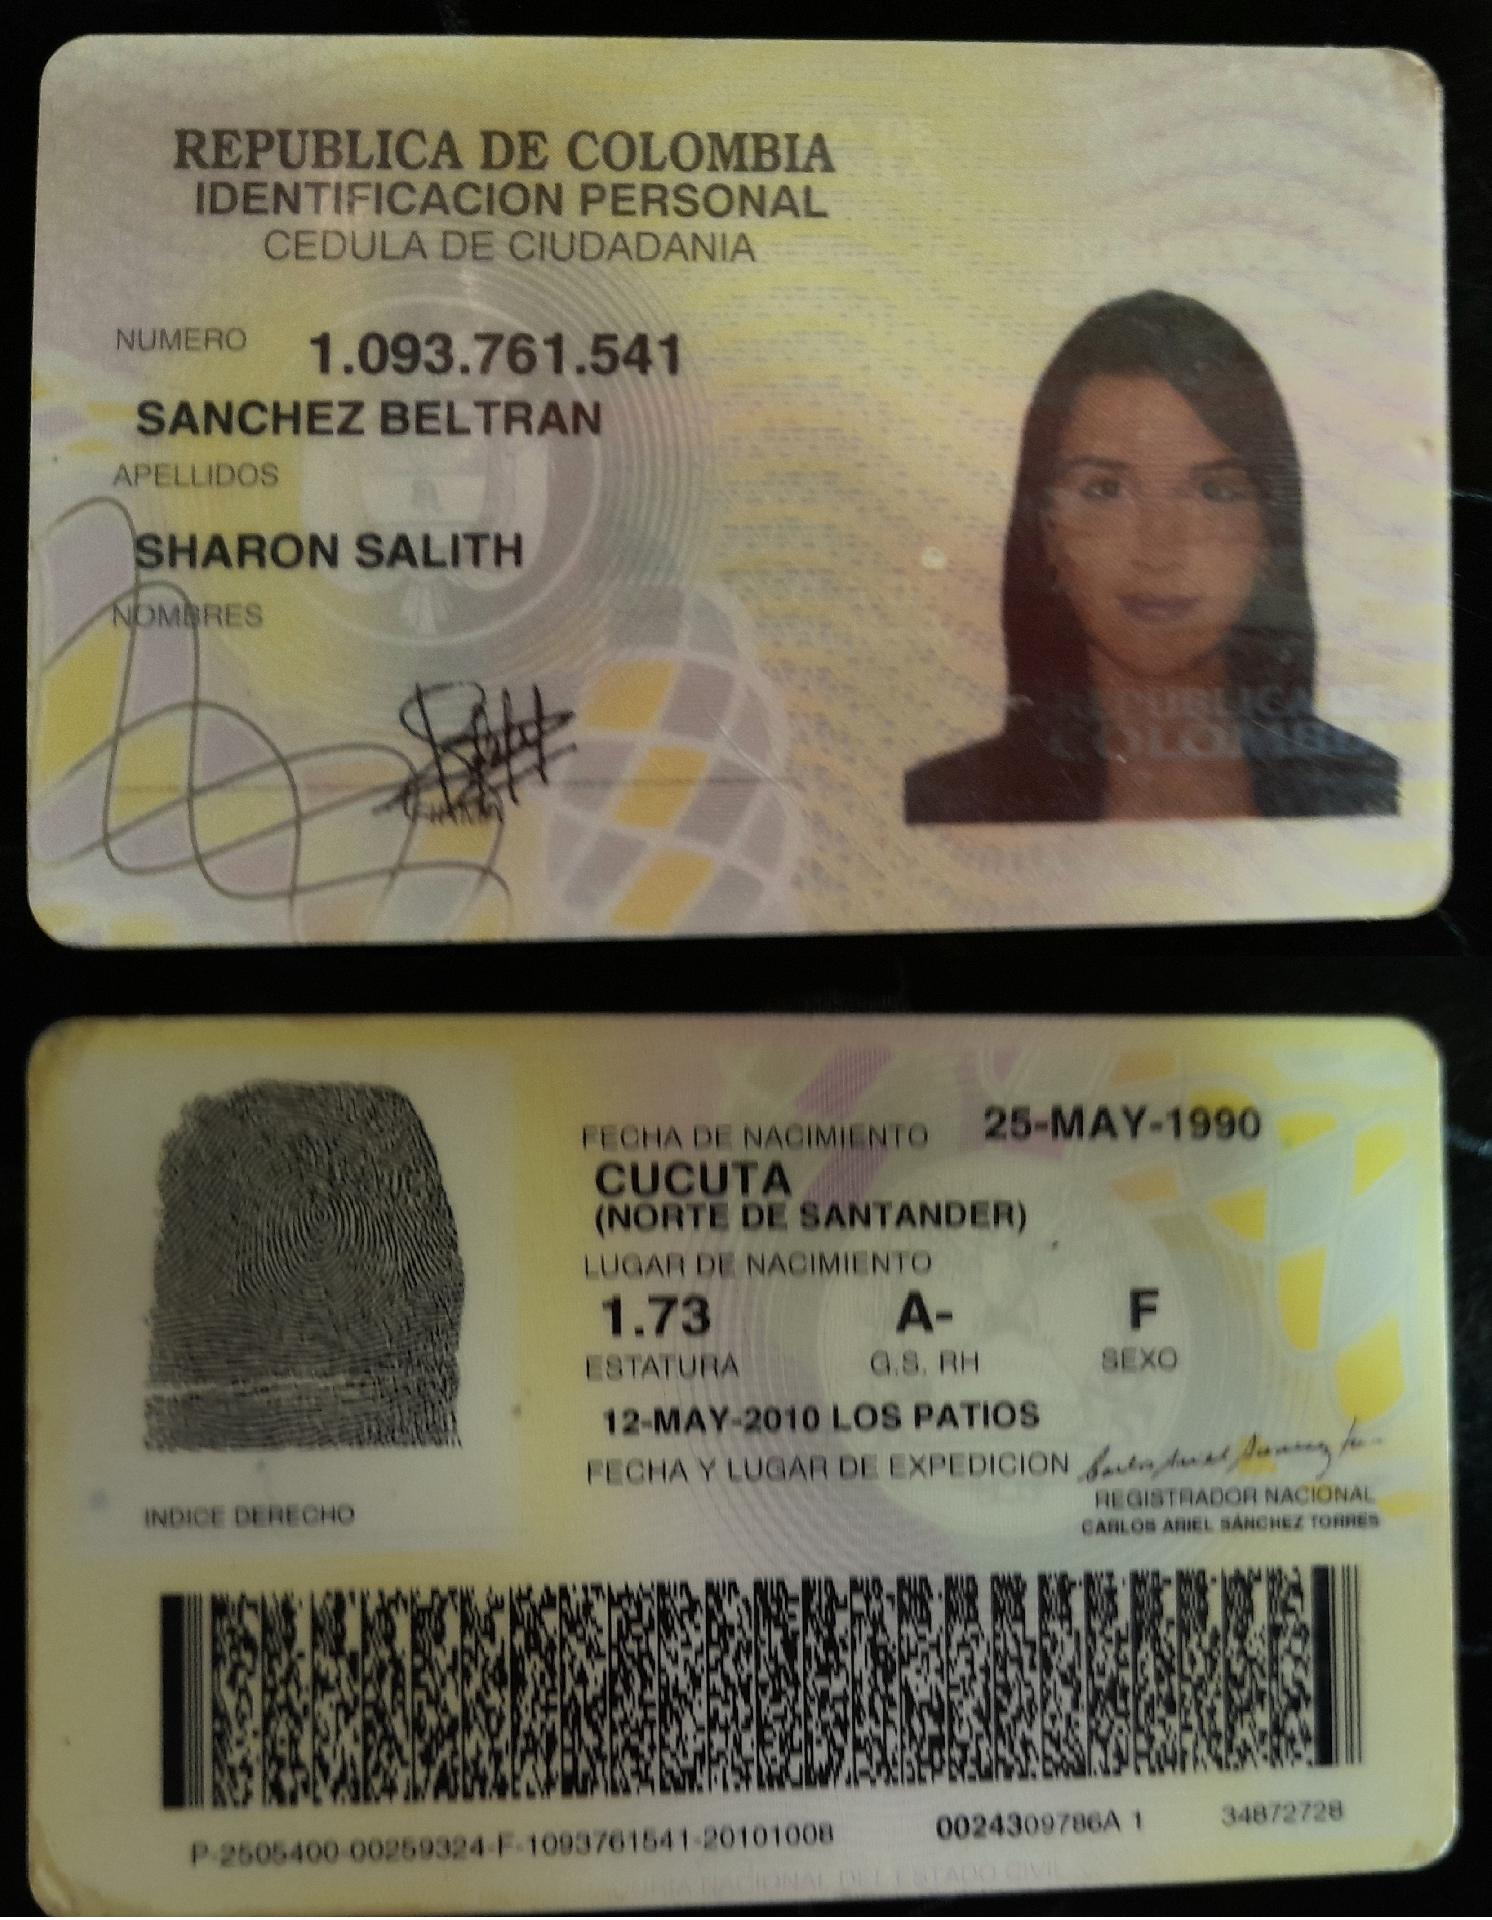 REPUBLICA DE COLOMBIA
IDENTIFICACION PERSONAL
CEDULA DE CIUDADANIA
NUMERO 1.093.761.541
SANCHEZ BELTRAN
APELLIDOS
SHARON SALITH
NOMBRES
FIRMA
REPUBLICA DE
COLOMBIA
FECHA DE NACIMIENTO 25-MAY-1990
CUCUTA
(NORTE DE SANTANDER)
LUGAR DE NACIMIENTO
1.73 A- F
ESTATURA G.S. RH SEXO
12-MAY-2010 LOS PATIOS
FECHA Y LUGAR DE EXPEDICION
REGISTRADOR NACIONAL
CARLOS ARIEL SÁNCHEZ TORRES
INDICE DERECHO
P-2505400-00259324-F-1093761541-20101008 0024309786A 1 34872728
NACIONAL DEL ESTADO CIVIL